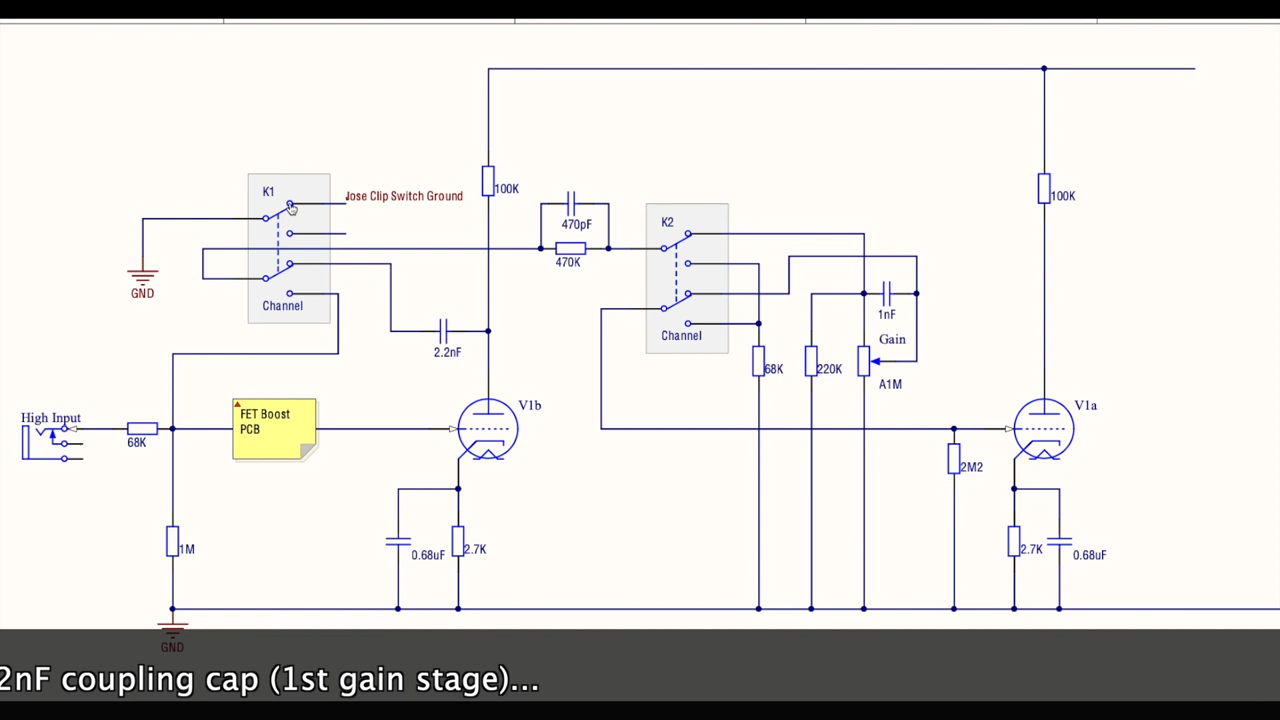 K1
Jose Clip Switch Ground
100K
100K
470pF
K2
470K
GND
Channel
1nF
Channel
Gain
2.2nF
68K
220K
A1M
High Input
FET Boost
PCB
V1b
V1a
68K
2M2
1M
0.68uF
2.7K
2.7K
0.68uF
GND
2nF coupling cap (1st gain stage)...